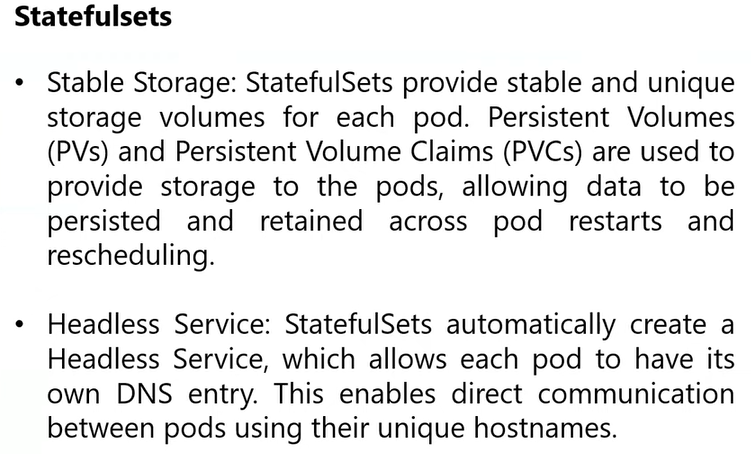 Statefulsets
• Stable Storage: StatefulSets provide stable and unique
storage volumes for each pod. Persistent Volumes
(PVs) and Persistent Volume Claims (PVCs) are used to
provide storage to the pods, allowing data to be
persisted and retained across pod restarts and
rescheduling.
• Headless Service: StatefulSets automatically create a
Headless Service, which allows each pod to have its
own DNS entry. This enables direct communication
between pods using their unique hostnames.